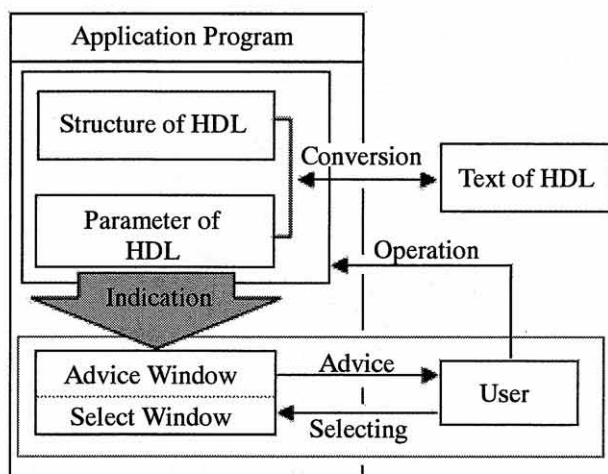 Application Program
Structure of HDL
Conversion
Text of HDL
Parameter of
HDL
Operation
Indication
Advice Window
Advice
User
Select Window
Selecting